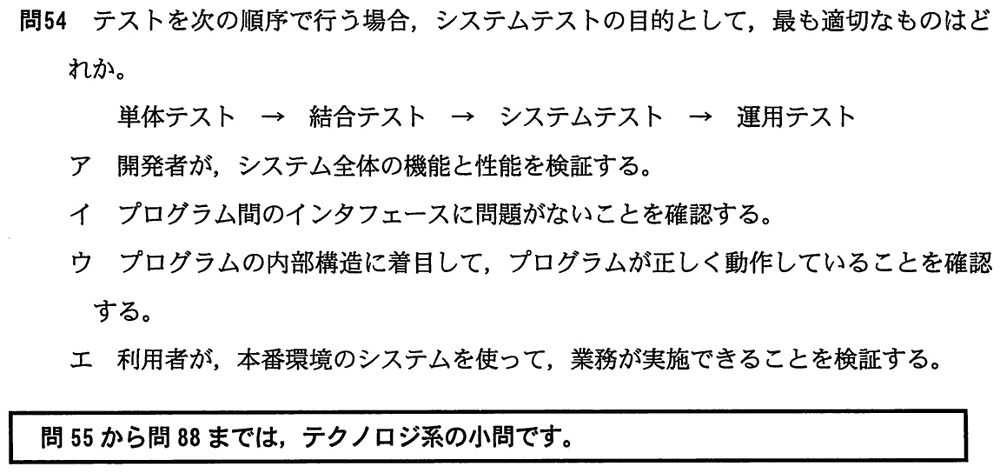 問54 テストを次の順序で行う場合，システムテストの目的として，最も適切なものはど
れか。
単体テスト → 結合テスト → システムテスト → 運用テスト
ア 開発者が，システム全体の機能と性能を検証する。
イ プログラム間のインタフェースに問題がないことを確認する。
ウ プログラムの内部構造に着目して，プログラムが正しく動作していることを確認
する。
エ 利用者が，本番環境のシステムを使って，業務が実施できることを検証する。
問 55 から問 88 までは，テクノロジ系の小問です。